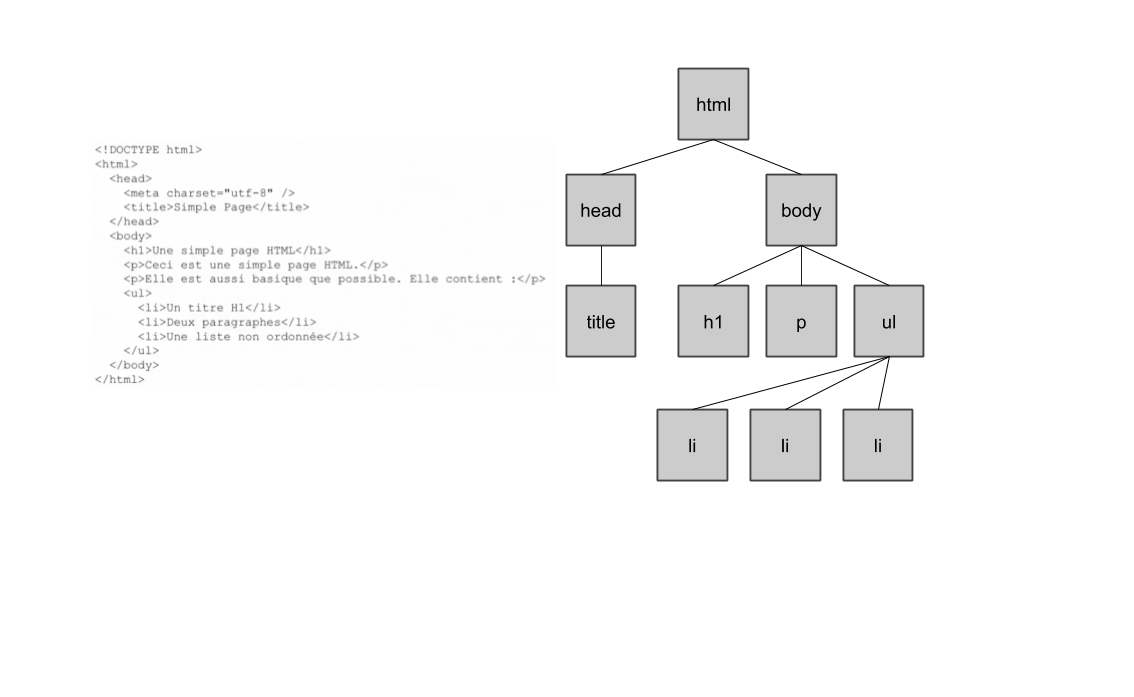 <!DOCTYPE html>
<html>
<head>
<meta charset="utf-8" />
<title>Simple Page</title>
</head>
<body>
<h1>Une simple page HTML</h1>
<p>Ceci est une simple page HTML.</p>
<p>Elle est aussi basique que possible. Elle contient :</p>
<ul>
<li>Un titre H1</li>
<li>Deux paragraphes</li>
<li>Une liste non ordonnée</li>
</ul>
</body>
</html>
html
head body
title h1 p ul
li li li